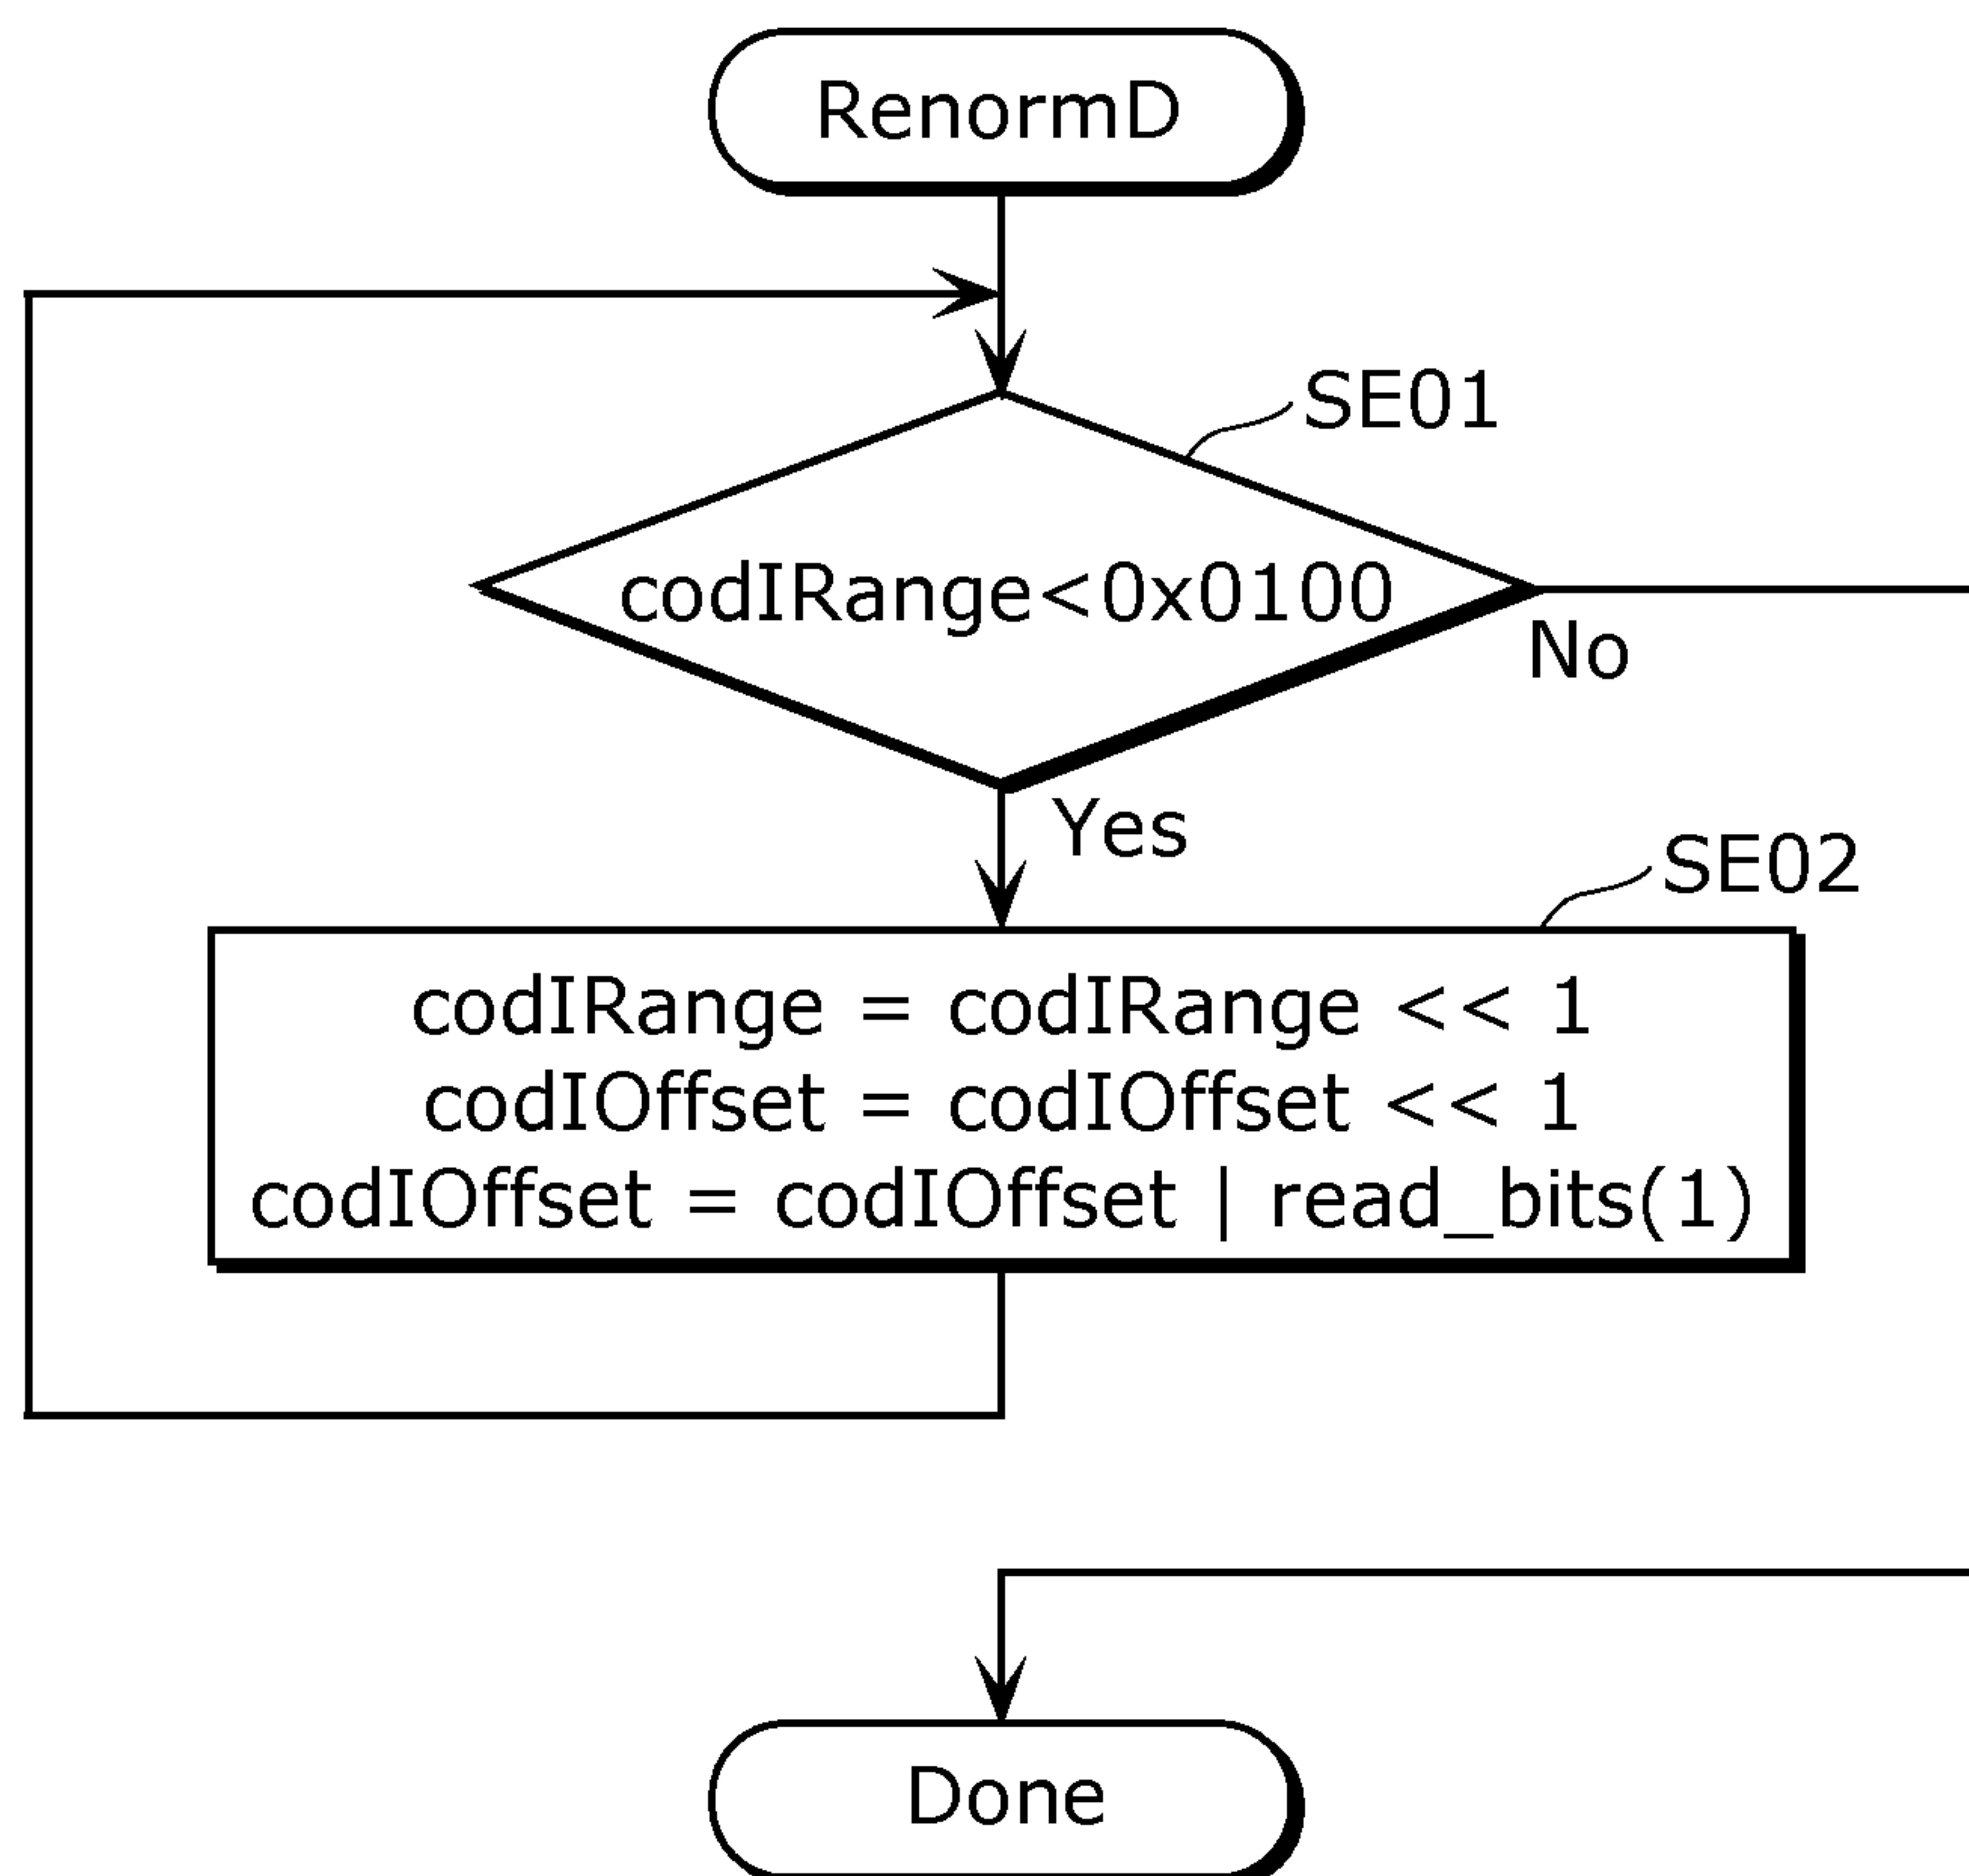 RenormD
SE01
codIRange<0x0100
No
Yes
SE02
codIRange = codIRange << 1
codIOffset = codIOffset << 1
codIOffset = codIOffset | read_bits(1)
Done